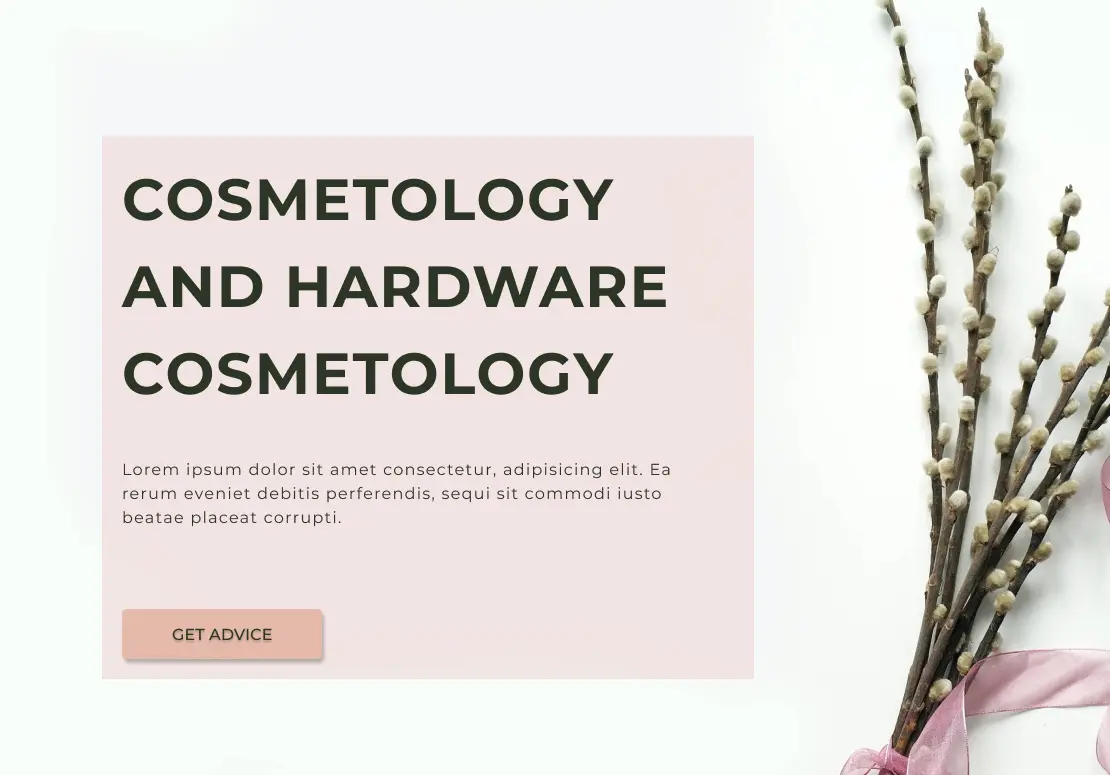 COSMETOLOGY
AND HARDWARE
COSMETOLOGY
Lorem ipsum dolor sit amet consectetur, adipisicing elit. Ea
rerum eveniet debitis perferendis, sequi sit commodi iusto
beatae placeat corrupti.
GET ADVICE